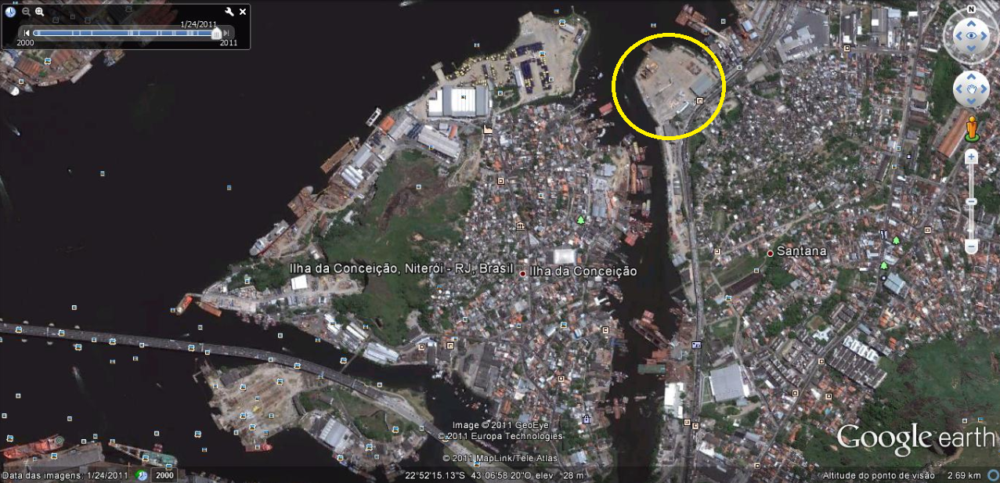 1/24/2011
2000
2011
N
Santana
Ilha da Conceição, Niterói - RJ, Brasil
Ilha da Conceição
Image © 2011 GeoEye
© 2011 Europa Technologies
© 2011 MapLink/Tele Atlas
Google earth
Data das imagens: 1/24/2011
2000
22°52'15.13"S 43°06'58.20"O elev 28 m
Altitude do ponto de visão 2.69 km